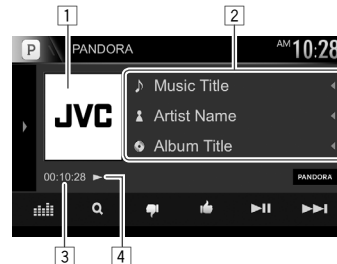 1 2
P PANDORA AM 10:28
JVC
Music Title
Artist Name
Album Title
00:10:28
PANDORA
3 4